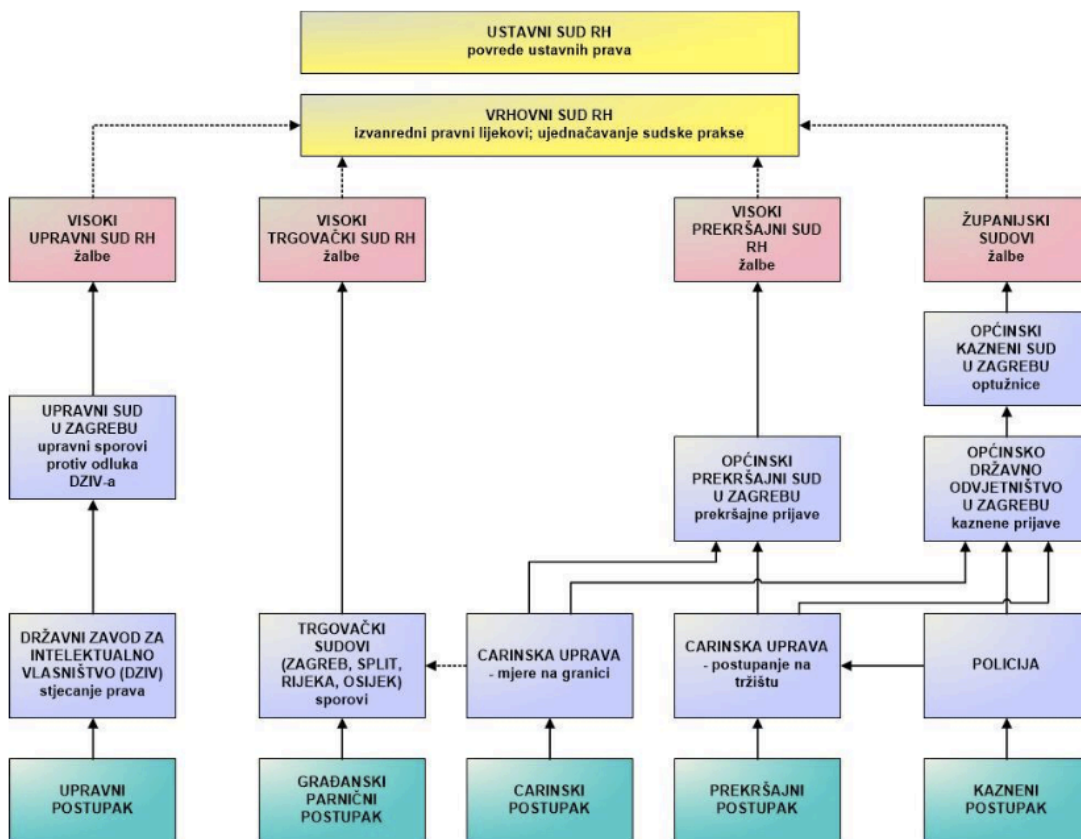 USTAVNI SUD RH
povrede ustavnih prava
VRHOVNI SUD RH
izvanredni pravni lijekovi; ujednačavanje sudske prakse
VISOKI
UPRAVNI SUD RH
žalbe
VISOKI
TRGOVAČKI SUD RH
žalbe
VISOKI
PREKRŠAJNI SUD
RH
žalbe
ŽUPANIJSKI
SUDOVI
žalbe
OPĆINSKI
KAZNENI SUD
U ZAGREBU
optužnice
UPRAVNI SUD
U ZAGREBU
upravni sporovi
protiv odluka
DZIV-a
OPĆINSKI
PREKRŠAJNI SUD
U ZAGREBU
prekršajne prijave
OPĆINSKO
DRŽAVNO
ODVJETNIŠTVO
U ZAGREBU
kaznene prijave
DRŽAVNI ZAVOD ZA
INTELEKTUALNO
VLASNIŠTVO (DZIV)
stjecanje prava
TRGOVAČKI
SUDOVI
(ZAGREB, SPLIT,
RIJEKA, OSIJEK)
sporovi
CARINSKA UPRAVA
- mjere na granici
CARINSKA UPRAVA
- postupanje na
tržištu
POLICIJA
UPRAVNI
POSTUPAK
GRAĐANSKI
PARNIČNI
POSTUPAK
CARINSKI
POSTUPAK
PREKRŠAJNI
POSTUPAK
KAZNENI
POSTUPAK